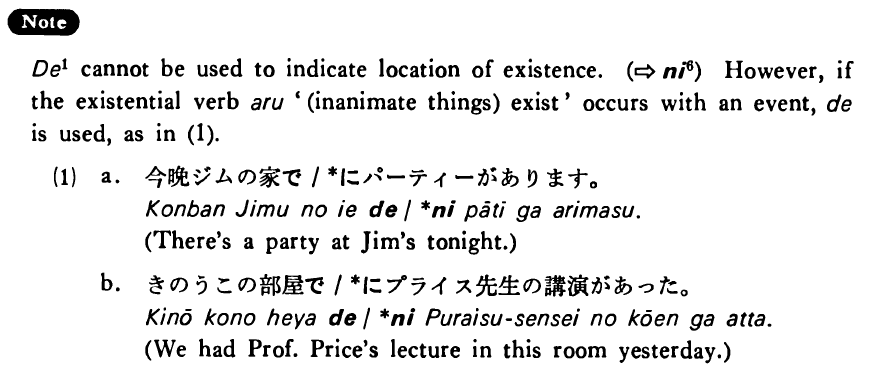 Note
De¹ cannot be used to indicate location of existence. (⇨ ni⁶) However, if
the existential verb aru ‘(inanimate things) exist’ occurs with an event, de
is used, as in (1).
(1) a. 今晩ジムの家で / *にパーティーがあります。
Konban Jimu no ie de / *ni pāti ga arimasu.
(There's a party at Jim's tonight.)
b. きのうこの部屋で / *にプライス先生の講演があった。
Kinō kono heya de / *ni Puraisu-sensei no kōen ga atta.
(We had Prof. Price's lecture in this room yesterday.)